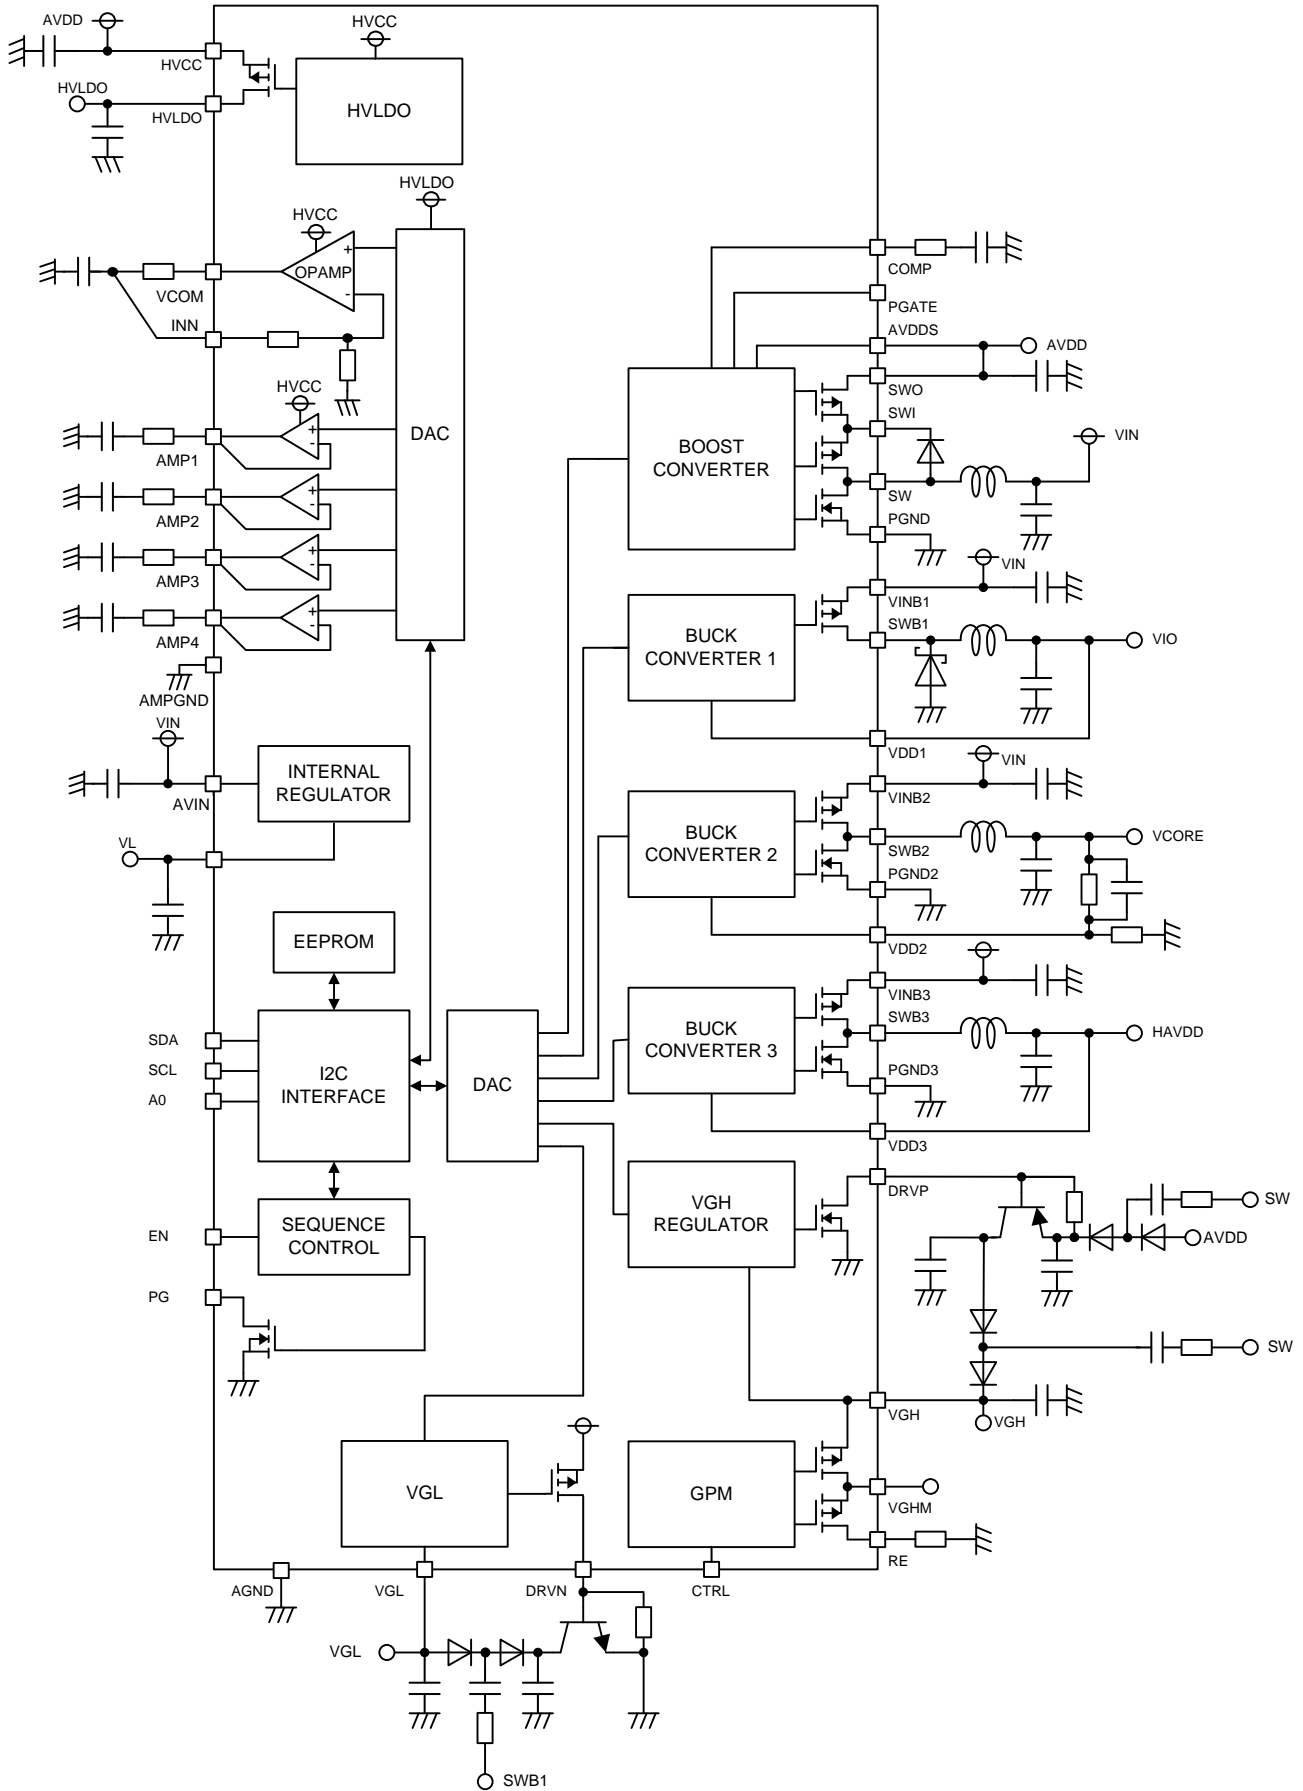 AVDD
HVCC
HVCC
HVLDO
HVLDO
HVLDO
HVLDO
HVCC
+
OPAMP
-
VCOM
INN
HVCC
DAC
+
-
AMP1
+
-
AMP2
+
-
AMP3
+
-
AMP4
AMPGND
VIN
AVIN
INTERNAL
REGULATOR
VL
EEPROM
SDA
SCL
A0
I2C
INTERFACE
DAC
EN
SEQUENCE
CONTROL
PG
COMP
PGATE
AVDDS
AVDD
SWO
SWI
BOOST
CONVERTER
VIN
SW
PGND
VIN
VINB1
SWB1
BUCK
CONVERTER 1
VIO
VDD1
VIN
VINB2
BUCK
CONVERTER 2
SWB2
VCORE
PGND2
VDD2
VINB3
SWB3
BUCK
CONVERTER 3
HAVDD
PGND3
VDD3
DRVP
VGH
REGULATOR
SW
AVDD
SW
VGH
VGH
VGL
GPM
VGHM
RE
AGND
VGL
DRVN
CTRL
VGL
SWB1